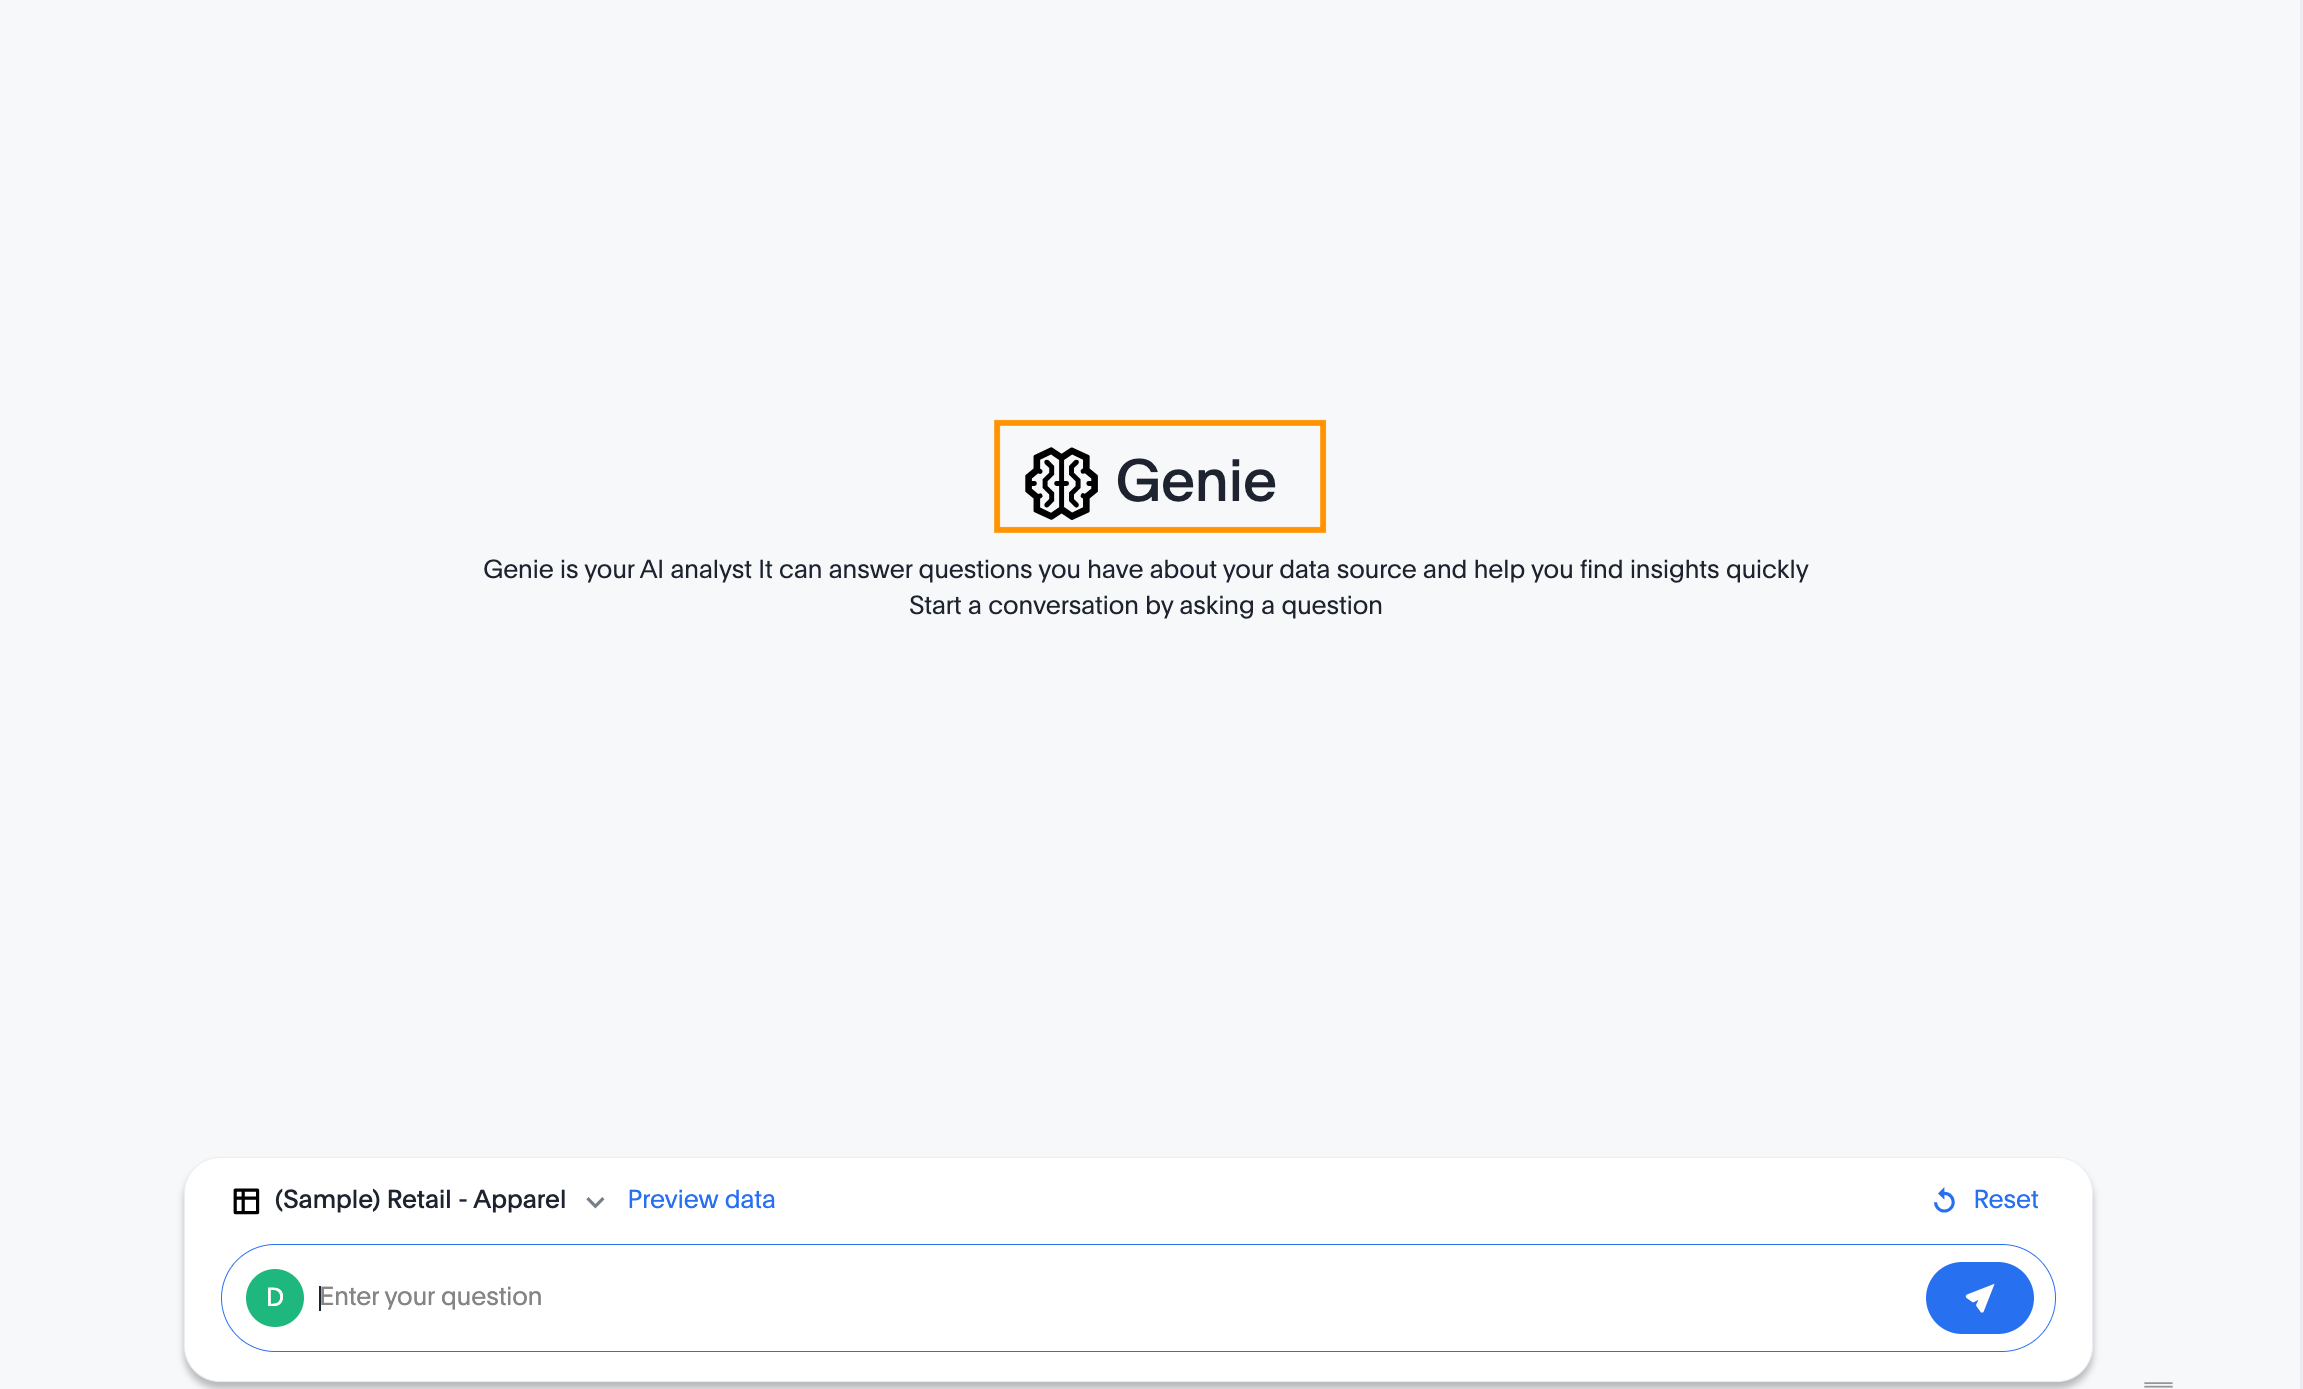 Genie
Genie is your AI analyst It can answer questions you have about your data source and help you find insights quickly
Start a conversation by asking a question
(Sample) Retail - Apparel Preview data Reset
D Enter your question